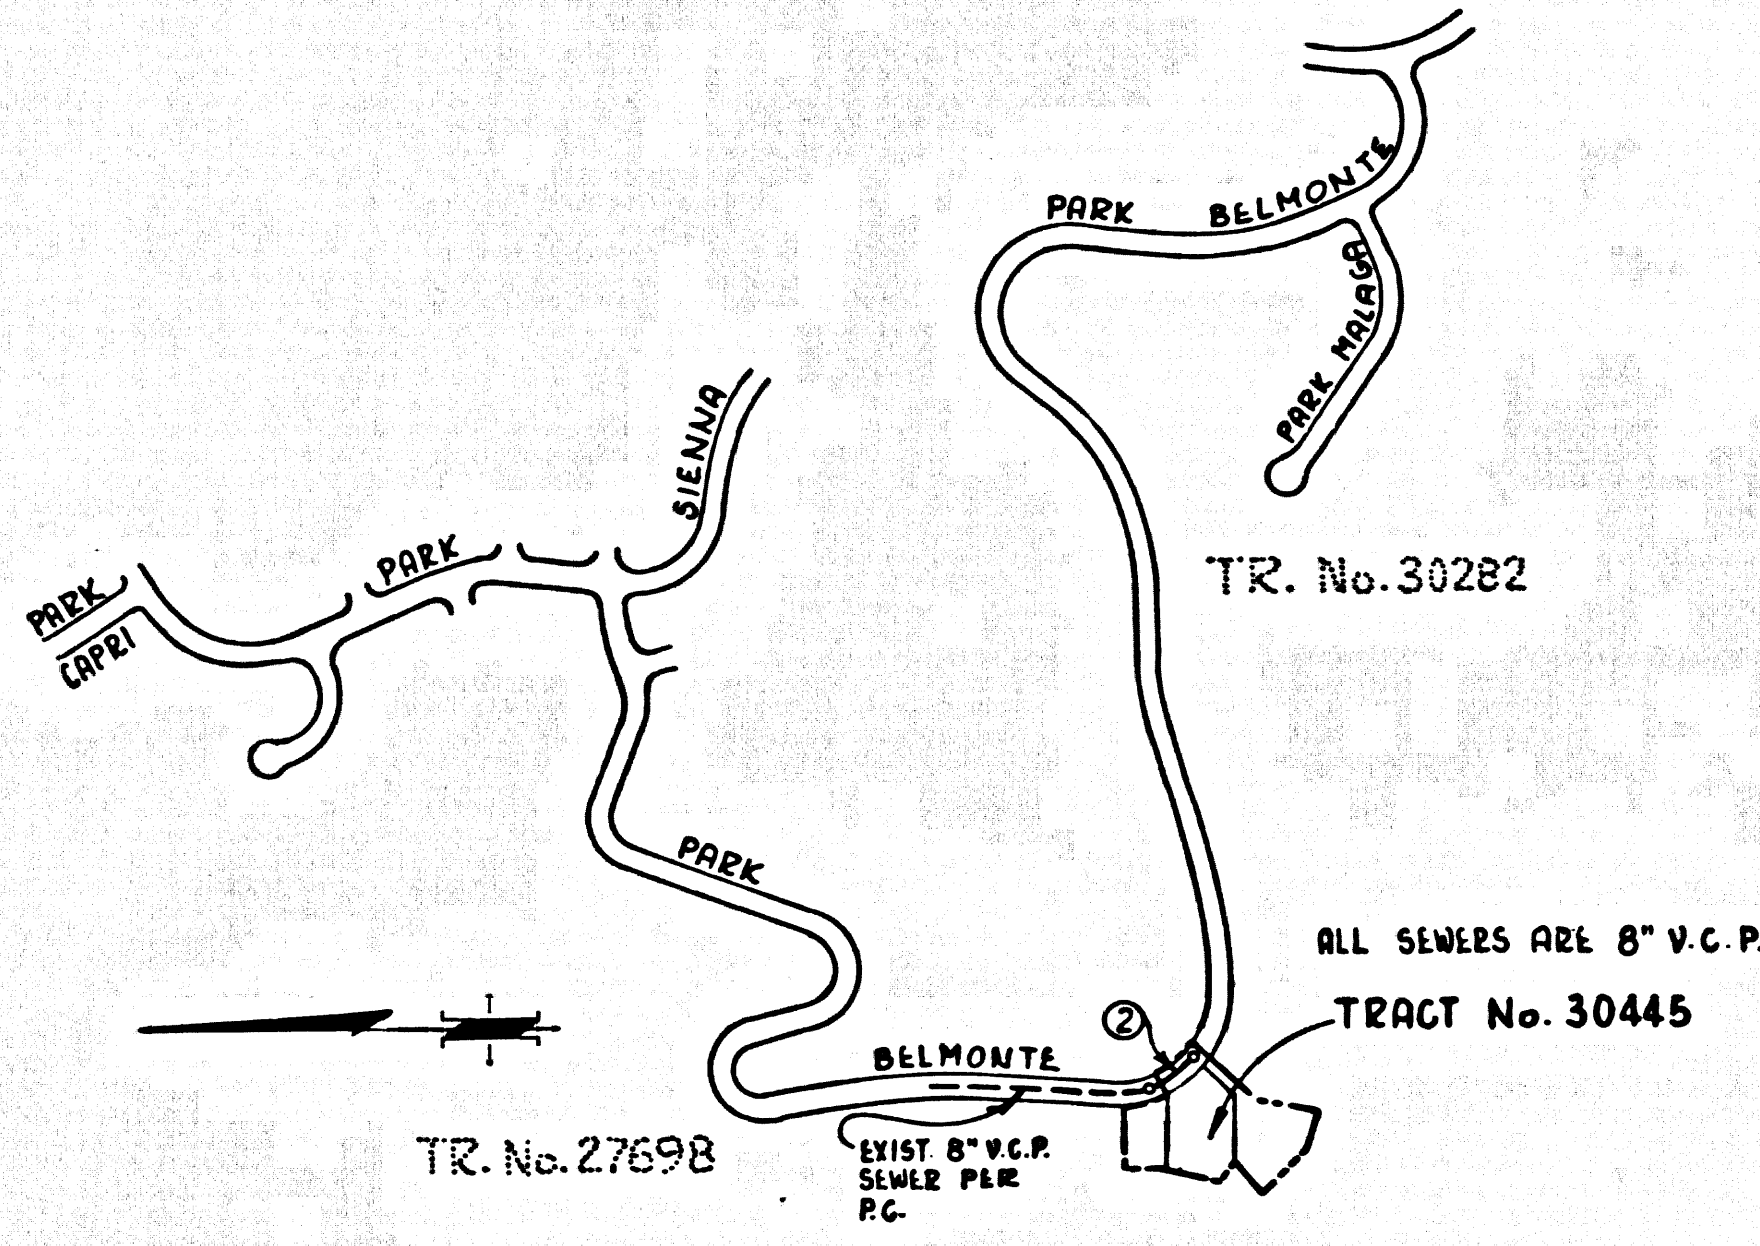 PARK BELMONTE
PARK MALAGA
SIENNA
PARK
PARK
CAPRI
TR. No. 30282
PARK
ALL SEWERS ARE 8" V.C.P.
TRACT No. 30445
2
BELMONTE
TR. No. 27698
EXIST. 8" V.C.P.
SEWER PER
P.C.